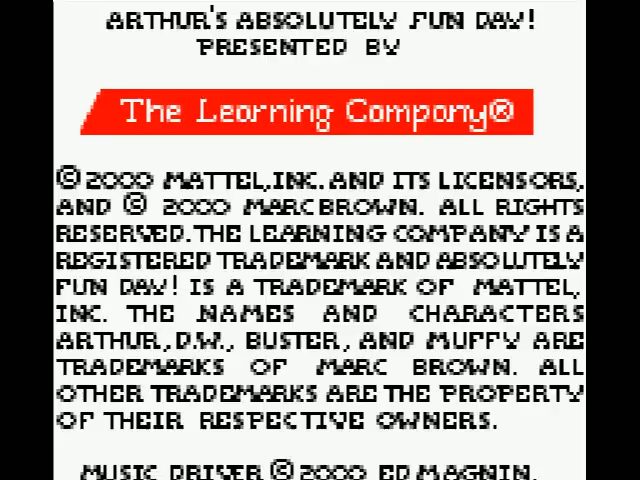 ARTHUR'S ABSOLUTELY FUN DAY!
PRESENTED BY
The Learning Company®
© 2000 MATTEL, INC. AND ITS LICENSORS,
AND © 2000 MARC BROWN. ALL RIGHTS
RESERVED. THE LEARNING COMPANY IS A
REGISTERED TRADEMARK AND ABSOLUTELY
FUN DAY! IS A TRADEMARK OF MATTEL,
INC. THE NAMES AND CHARACTERS
ARTHUR, D.W., BUSTER, AND MUFFY ARE
TRADEMARKS OF MARC BROWN. ALL
OTHER TRADEMARKS ARE THE PROPERTY
OF THEIR RESPECTIVE OWNERS.
MUSIC DRIVER © 2000 ED MAGNIN.